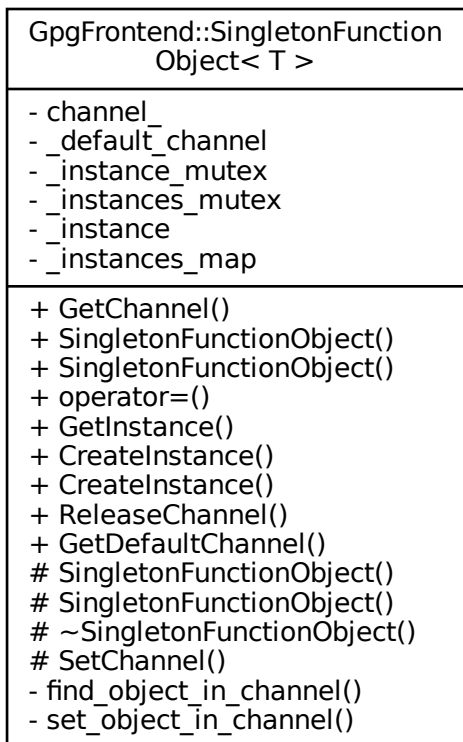 GpgFrontend::SingletonFunction
Object< T >
- channel_
- _default_channel
- _instance_mutex
- _instances_mutex
- _instance
- _instances_map
+ GetChannel()
+ SingletonFunctionObject()
+ SingletonFunctionObject()
+ operator=()
+ GetInstance()
+ CreateInstance()
+ CreateInstance()
+ ReleaseChannel()
+ GetDefaultChannel()
# SingletonFunctionObject()
# SingletonFunctionObject()
# ~SingletonFunctionObject()
# SetChannel()
- find_object_in_channel()
- set_object_in_channel()